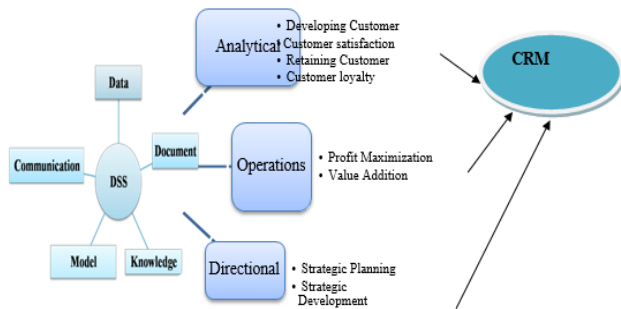 Analytical
• Developing Customer
• Customer satisfaction
• Retaining Customer
• Customer loyalty
CRM
Data
Communication
Document
DSS
Model
Knowledge
Operations
• Profit Maximization
• Value Addition
Directional
• Strategic Planning
• Strategic
Development